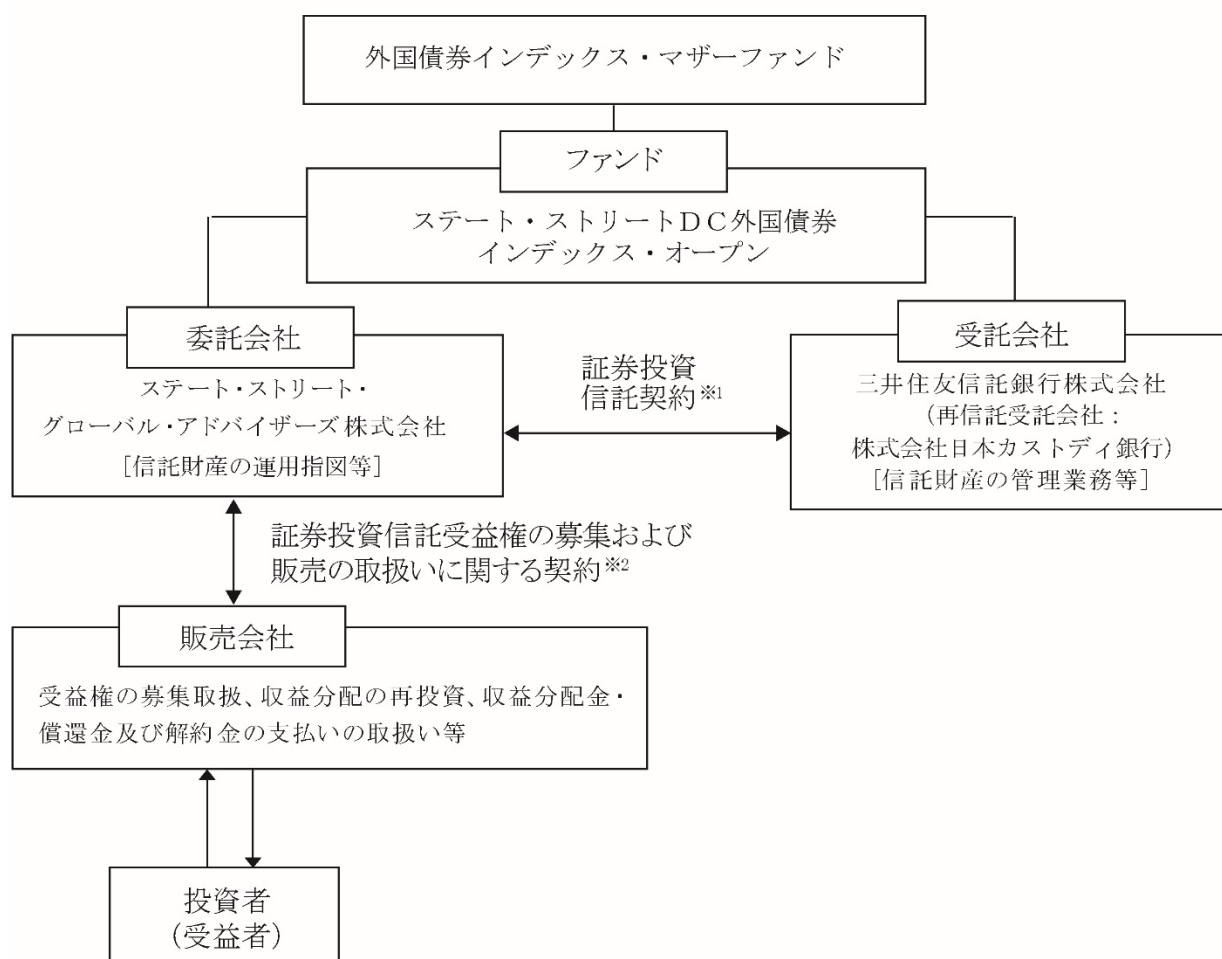 外国債券インデックス・マザーファンド
ファンド
ステート・ストリートDC外国債券
インデックス・オープン
委託会社
ステート・ストリート・
グローバル・アドバイザーズ株式会社
[信託財産の運用指図等]
証券投資
信託契約※1
受託会社
三井住友信託銀行株式会社
(再信託受託会社:
株式会社日本カストディ銀行)
[信託財産の管理業務等]
証券投資信託受益権の募集および
販売の取扱いに関する契約※2
販売会社
受益権の募集取扱、収益分配の再投資、収益分配金・
償還金及び解約金の支払いの取扱い等
投資者
(受益者)